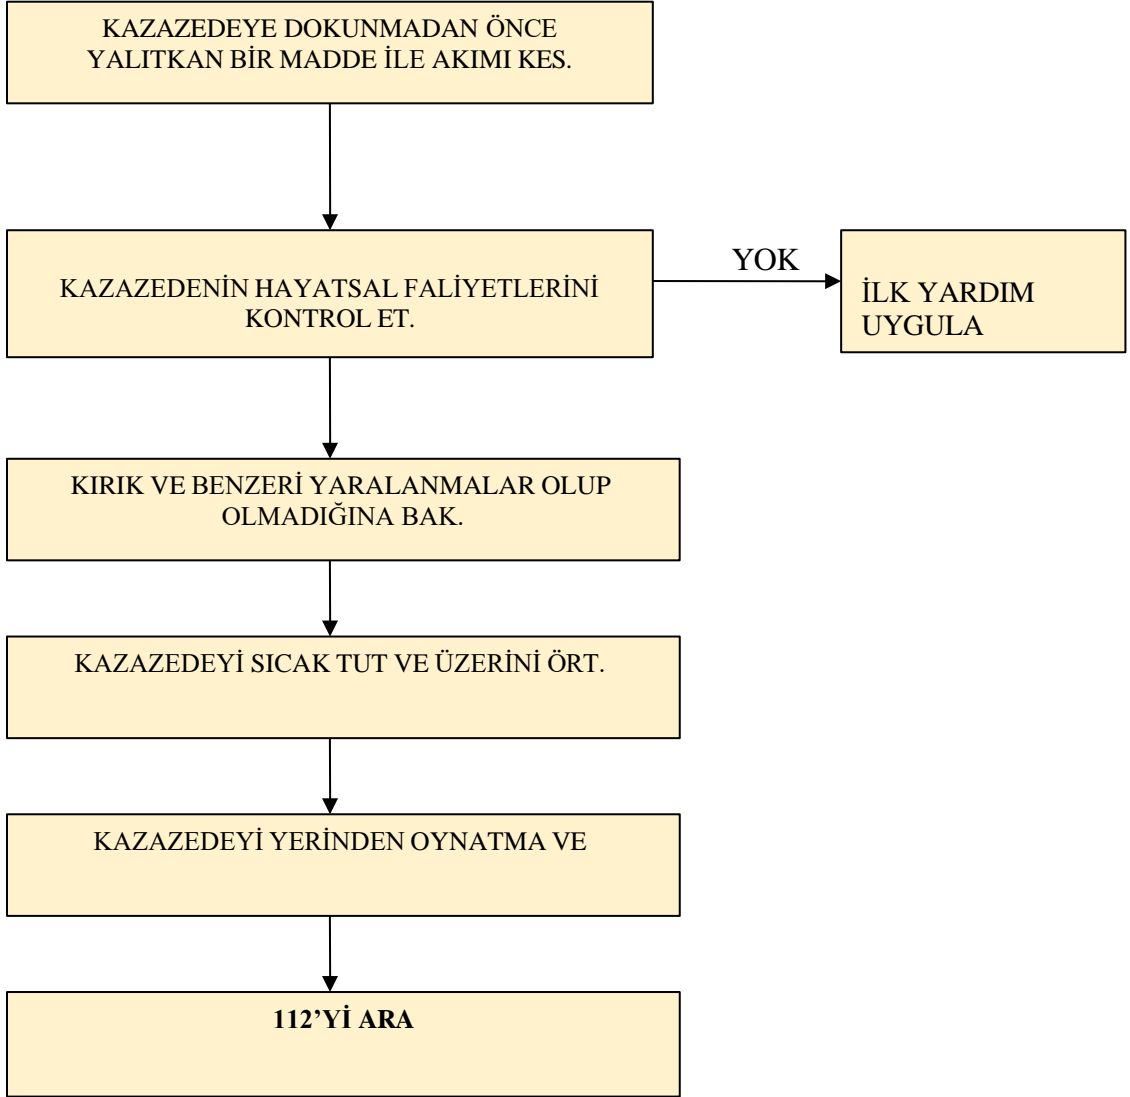 KAZAZEDEYE DOKUNMADAN ÖNCE
YALITKAN BİR MADDE İLE AKIMI KES.
KAZAZEDENİN HAYATSAL FALİYETLERİNİ
KONTROL ET.
YOK
İLK YARDIM
UYGULA
KIRIK VE BENZERİ YARALANMALAR OLUP
OLMADIĞINA BAK.
KAZAZEDEYİ SICAK TUT VE ÜZERİNİ ÖRT.
KAZAZEDEYİ YERİNDEN OYNATMA VE
112’Yİ ARA